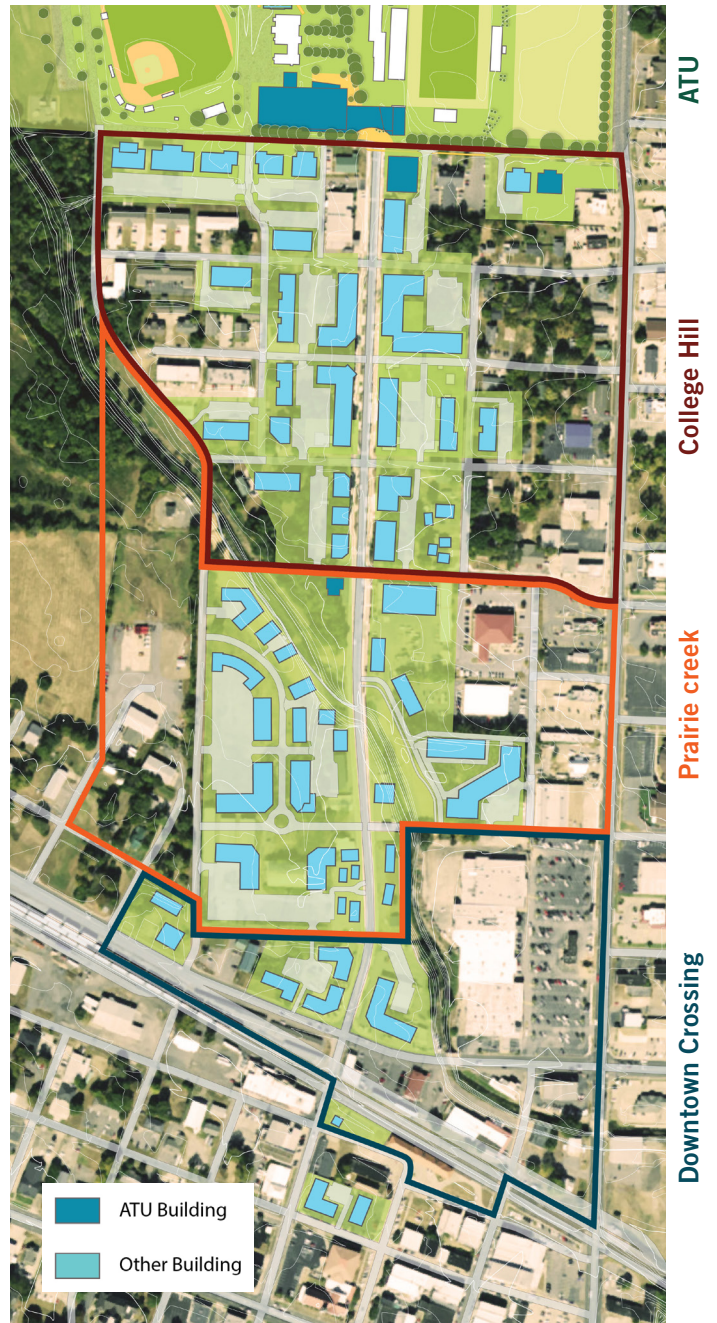 ATU
College Hill
Prairie creek
Downtown Crossing
ATU Building
Other Building